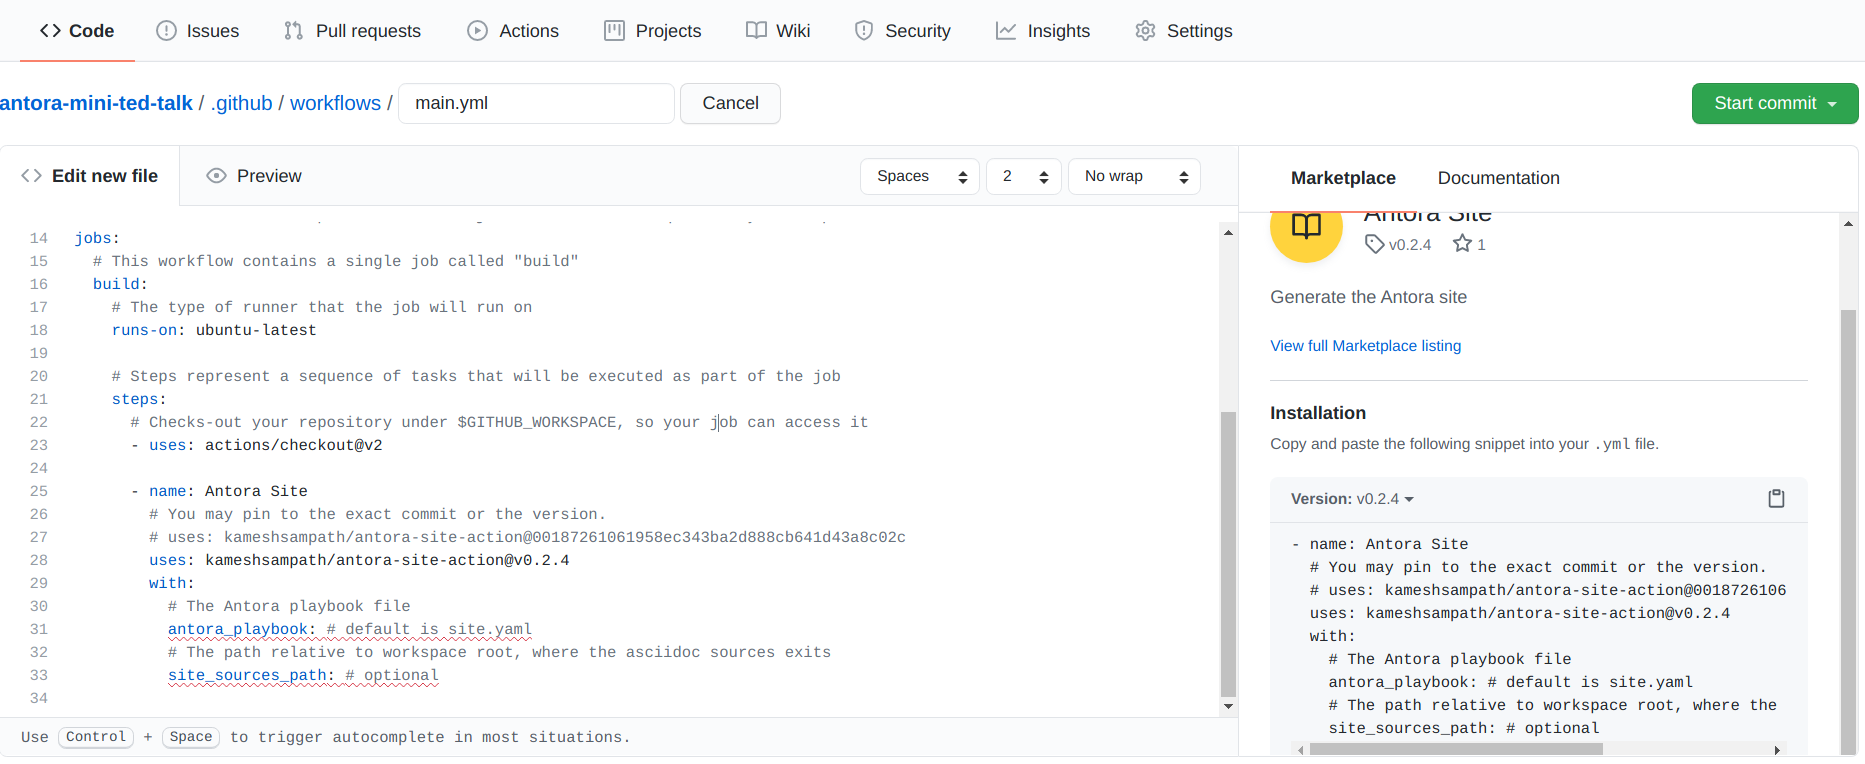 Code Issues Pull requests Actions Projects Wiki Security Insights Settings
antora-mini-ted-talk / .github / workflows / main.yml Cancel Start commit
Edit new file Preview Spaces 2 No wrap
14 jobs:
15 # This workflow contains a single job called "build"
16 build:
17 # The type of runner that the job will run on
18 runs-on: ubuntu-latest
19
20 # Steps represent a sequence of tasks that will be executed as part of the job
21 steps:
22 # Checks-out your repository under $GITHUB_WORKSPACE, so your job can access it
23 - uses: actions/checkout@v2
24
25 - name: Antora Site
26 # You may pin to the exact commit or the version.
27 # uses: kameshsampath/antora-site-action@00187261061958ec343ba2d888cb641d43a8c02c
28 uses: kameshsampath/antora-site-action@v0.2.4
29 with:
30 # The Antora playbook file
31 antora_playbook: # default is site.yaml
32 # The path relative to workspace root, where the asciidoc sources exits
33 site_sources_path: # optional
34
Use Control + Space to trigger autocomplete in most situations.
Marketplace Documentation
Antora Site
v0.2.4 1
Generate the Antora site
View full Marketplace listing
Installation
Copy and paste the following snippet into your .yml file.
Version: v0.2.4
- name: Antora Site
# You may pin to the exact commit or the version.
# uses: kameshsampath/antora-site-action@0018726106
uses: kameshsampath/antora-site-action@v0.2.4
with:
# The Antora playbook file
antora_playbook: # default is site.yaml
# The path relative to workspace root, where the
site_sources_path: # optional